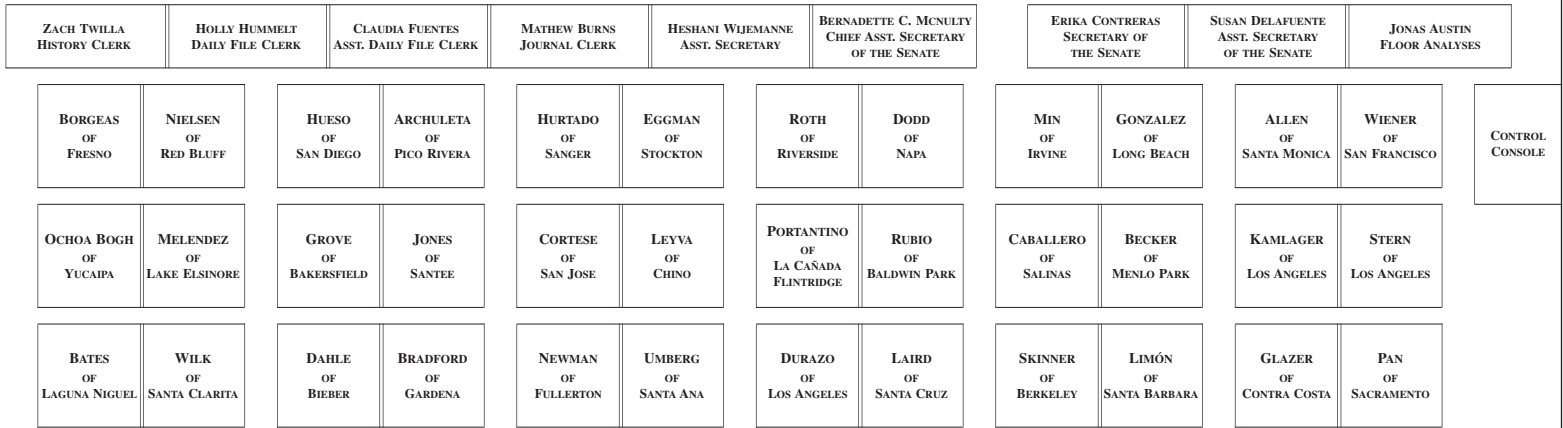 ZACH TWILLA
HISTORY CLERK
HOLLY HUMMELT
DAILY FILE CLERK
CLAUDIA FUENTES
ASST. DAILY FILE CLERK
MATHEW BURNS
JOURNAL CLERK
HESHANI WIJEMANNE
ASST. SECRETARY
BERNADETTE C. MCNULTY
CHIEF ASST. SECRETARY
OF THE SENATE
ERIKA CONTRERAS
SECRETARY OF
THE SENATE
SUSAN DELAFUENTE
ASST. SECRETARY
OF THE SENATE
JONAS AUSTIN
FLOOR ANALYSES
BORGEAS
OF
FRESNO
NIELSEN
OF
RED BLUFF
HUESO
OF
SAN DIEGO
ARCHULETA
OF
PICO RIVERA
HURTADO
OF
SANGER
EGGMAN
OF
STOCKTON
ROTH
OF
RIVERSIDE
DODD
OF
NAPA
MIN
OF
IRVINE
GONZALEZ
OF
LONG BEACH
ALLEN
OF
SANTA MONICA
WIENER
OF
SAN FRANCISCO
CONTROL
CONSOLE
OCHOA BOGH
OF
YUCAIPA
MELENDEZ
OF
LAKE ELSINORE
GROVE
OF
BAKERSFIELD
JONES
OF
SANTEE
CORTESE
OF
SAN JOSE
LEYVA
OF
CHINO
PORTANTINO
OF
LA CAÑADA
FLINTRIDGE
RUBIO
OF
BALDWIN PARK
CABALLERO
OF
SALINAS
BECKER
OF
MENLO PARK
KAMLAGER
OF
LOS ANGELES
STERN
OF
LOS ANGELES
BATES
OF
LAGUNA NIGUEL
WILK
OF
SANTA CLARITA
DAHLE
OF
BIEBER
BRADFORD
OF
GARDENA
NEWMAN
OF
FULLERTON
UMBERG
OF
SANTA ANA
DURAZO
OF
LOS ANGELES
LAIRD
OF
SANTA CRUZ
SKINNER
OF
BERKELEY
LIMÓN
OF
SANTA BARBARA
GLAZER
OF
CONTRA COSTA
PAN
OF
SACRAMENTO